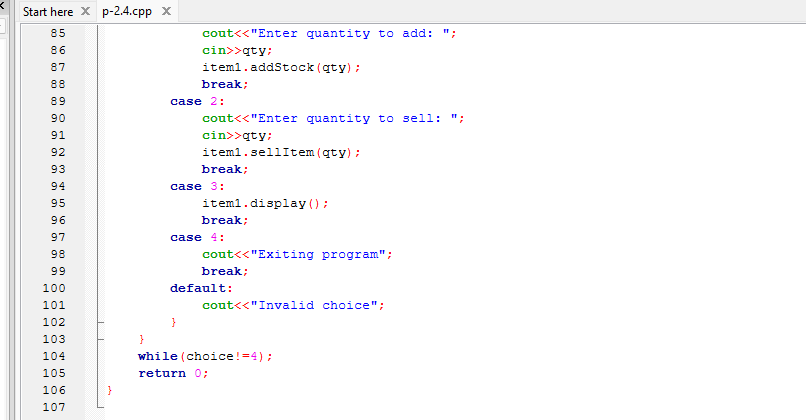 Start here X p-2.4.cpp X
85 cout<<"Enter quantity to add: ";
86 cin>>qty;
87 item1.addStock(qty);
88 break;
89 case 2:
90 cout<<"Enter quantity to sell: ";
91 cin>>qty;
92 item1.sellItem(qty);
93 break;
94 case 3:
95 item1.display();
96 break;
97 case 4:
98 cout<<"Exiting program";
99 break;
100 default:
101 cout<<"Invalid choice";
102 }
103 }
104 while(choice!=4);
105 return 0;
106 }
107